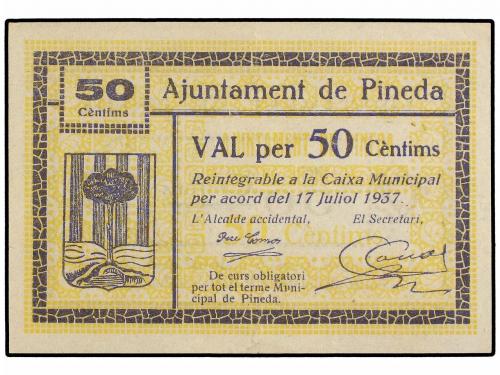 50
Cèntims
Ajuntament de Pineda
VAL per 50 Cèntims
Reintegrable a la Caixa Municipal
per acord del 17 Juliol 1937.
L'Alcalde accidental, El Secretari,
De curs obligatori
per tot el terme Muni-
cipal de Pineda.